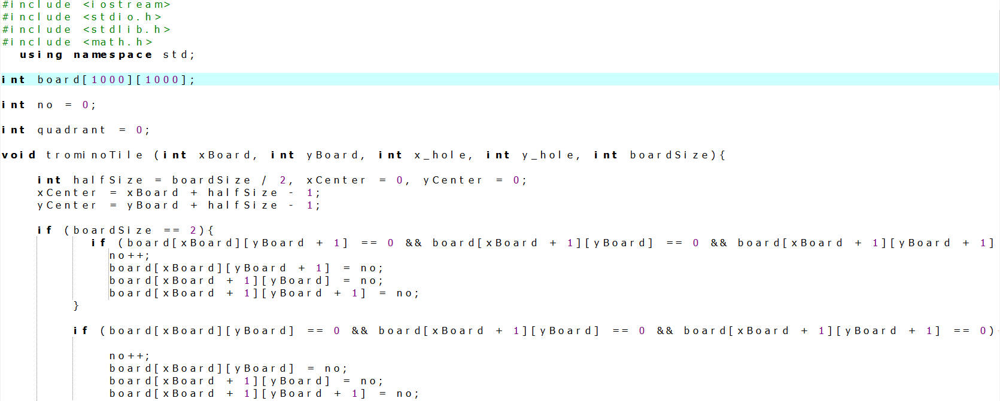 #include <iostream>
#include <stdio.h>
#include <stdlib.h>
#include <math.h>
using namespace std;
int board[1000][1000];
int no = 0;
int quadrant = 0;
void trominoTile (int xBoard, int yBoard, int x_hole, int y_hole, int boardSize){
int halfSize = boardSize / 2, xCenter = 0, yCenter = 0;
xCenter = xBoard + halfSize - 1;
yCenter = yBoard + halfSize - 1;
if (boardSize == 2){
if (board[xBoard][yBoard + 1] == 0 && board[xBoard + 1][yBoard] == 0 && board[xBoard + 1][yBoard + 1]
no++;
board[xBoard][yBoard + 1] = no;
board[xBoard + 1][yBoard] = no;
board[xBoard + 1][yBoard + 1] = no;
}
if (board[xBoard][yBoard] == 0 && board[xBoard + 1][yBoard] == 0 && board[xBoard + 1][yBoard + 1] == 0)
no++;
board[xBoard][yBoard] = no;
board[xBoard + 1][yBoard] = no;
board[xBoard + 1][yBoard + 1] = no;